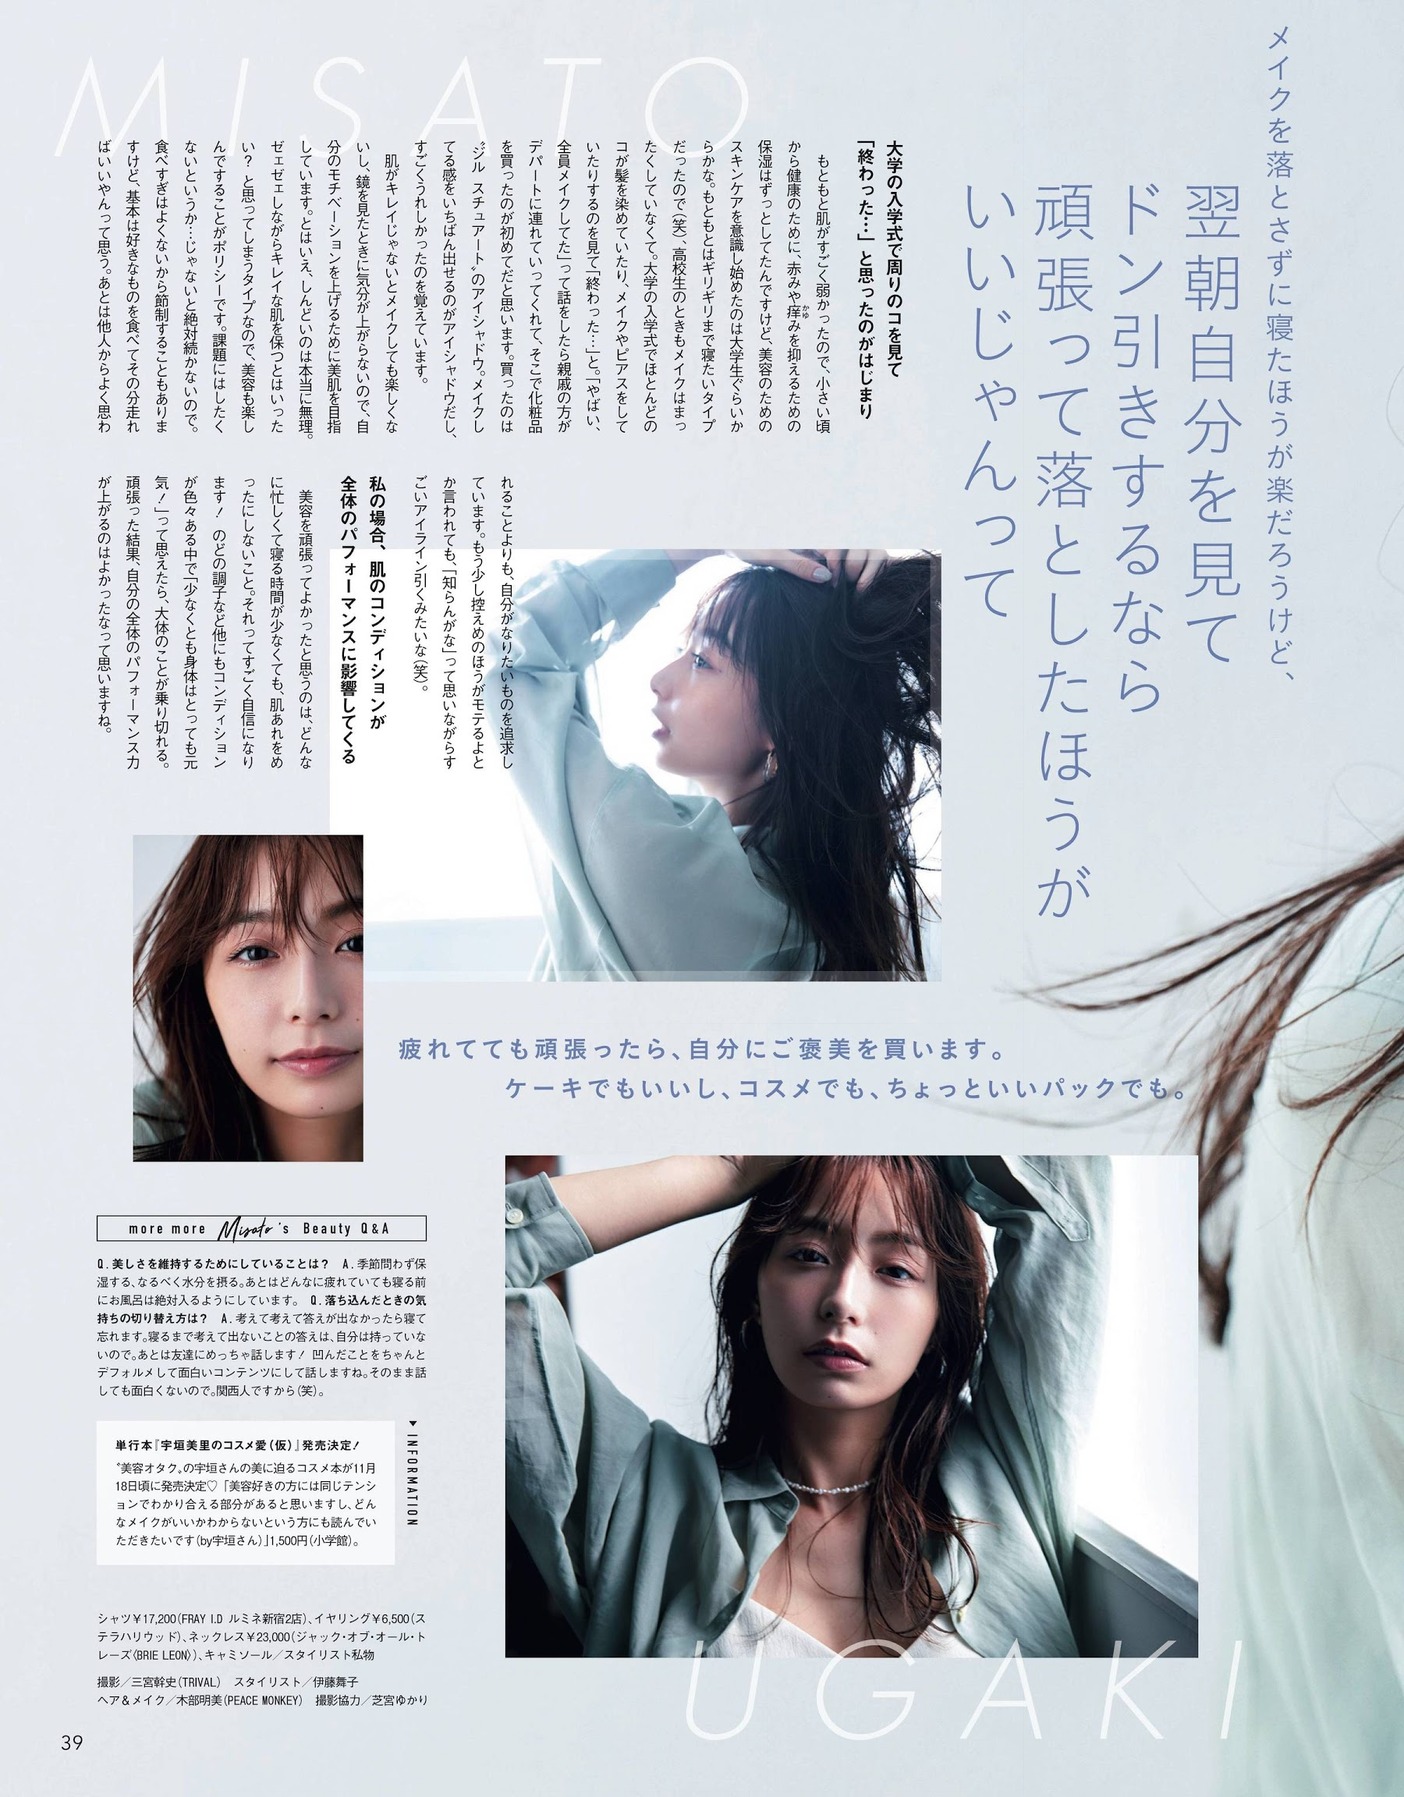 MISATO
メイクを落とさずに寝たほうが楽だろうけど、
翌朝自分を見て
ドン引きするなら
頑張って落としたほうが
いいじゃんって
大学の入学式で周りのコを見て
「終わった…」と思ったのがはじまり
もともと肌がすごく弱かったので、小さい頃
から健康のために、赤みや痒みを抑えるための
保湿はずっとしてたんですけど、美容のための
スキンケアを意識し始めたのは大学生ぐらいか
らかな。もともとはギリギリまで寝たいタイプ
だったので(笑)、高校生のときもメイクはまっ
たくしていなくて。大学の入学式でほとんどの
コが髪を染めていたり、メイクやピアスをして
いたりするのを見て「終わった…」と。「やばい、
全員メイクしてた」って話をしたら親戚の方が
デパートに連れていってくれて、そこで化粧品
を買ったのが初めてだと思います。買ったのは
〝ジル スチュアート〟のアイシャドウ。メイクし
てる感をいちばん出せるのがアイシャドウだし、
すごくうれしかったのを覚えています。
肌がキレイじゃないとメイクしても楽しくな
いし、鏡を見たときに気分が上がらないので、自
分のモチベーションを上げるために美肌を目指
しています。とはいえ、しんどいのは本当に無理。
ゼェゼェしながらキレイな肌を保つとはいった
い? と思ってしまうタイプなので、美容も楽し
んですることがポリシーです。課題にはしたく
ないというか…じゃないと絶対続かないので。
食べすぎはよくないから節制することもありま
すけど、基本は好きなものを食べてその分走れ
ばいいやんって思う。あとは他人からよく思わ
れることよりも、自分がなりたいものを追求し
ています。もう少し控えめのほうがモテるよと
か言われても、「知らんがな」って思いながらす
ごいアイライン引くみたいな(笑)。
私の場合、肌のコンディションが
全体のパフォーマンスに影響してくる
美容を頑張ってよかったと思うのは、どんな
に忙しくて寝る時間が少なくても、肌あれをめ
ったにしないこと。それってすごく自信になり
ます! のどの調子など他にもコンディション
が色々ある中で「少なくとも身体はとっても元
気!」って思えたら、大体のことが乗り切れる。
頑張った結果、自分の全体のパフォーマンス力
が上がるのはよかったなって思いますね。
疲れてても頑張ったら、自分にご褒美を買います。
ケーキでもいいし、コスメでも、ちょっといいパックでも。
more more Misato's Beauty Q&A
Q.美しさを維持するためにしていることは? A.季節問わず保
湿する、なるべく水分を摂る。あとはどんなに疲れていても寝る前
にお風呂は絶対入るようにしています。 Q.落ち込んだときの気
持ちの切り替え方は? A.考えて考えて答えが出なかったら寝て
忘れます。寝るまで考えて出ないことの答えは、自分は持っていな
いので。あとは友達にめっちゃ話します! 凹んだことをちゃんと
デフォルメして面白いコンテンツにして話しますね。そのまま話
しても面白くないので。関西人ですから(笑)。
▼INFORMATION
単行本『宇垣美里のコスメ愛(仮)』発売決定!
〝美容オタク〟の宇垣さんの美に迫るコスメ本が11月
18日頃に発売決定♡「美容好きの方には同じテンシ
ョンでわかり合える部分があると思いますし、どん
なメイクがいいかわからないという方にも読んでい
ただきたいです(by宇垣さん)」1,500円(小学館)。
シャツ¥17,200(FRAY I.D ルミネ新宿2店)、イヤリング¥6,500(ス
テラハリウッド)、ネックレス¥23,000(ジャック・オブ・オール・ト
レーズ〈BRIE LEON〉)、キャミソール/スタイリスト私物
撮影/三宮幹史(TRIVAL) スタイリスト/伊藤舞子
ヘア&メイク/木部明美(PEACE MONKEY) 撮影協力/芝宮ゆかり
UGAKI
39